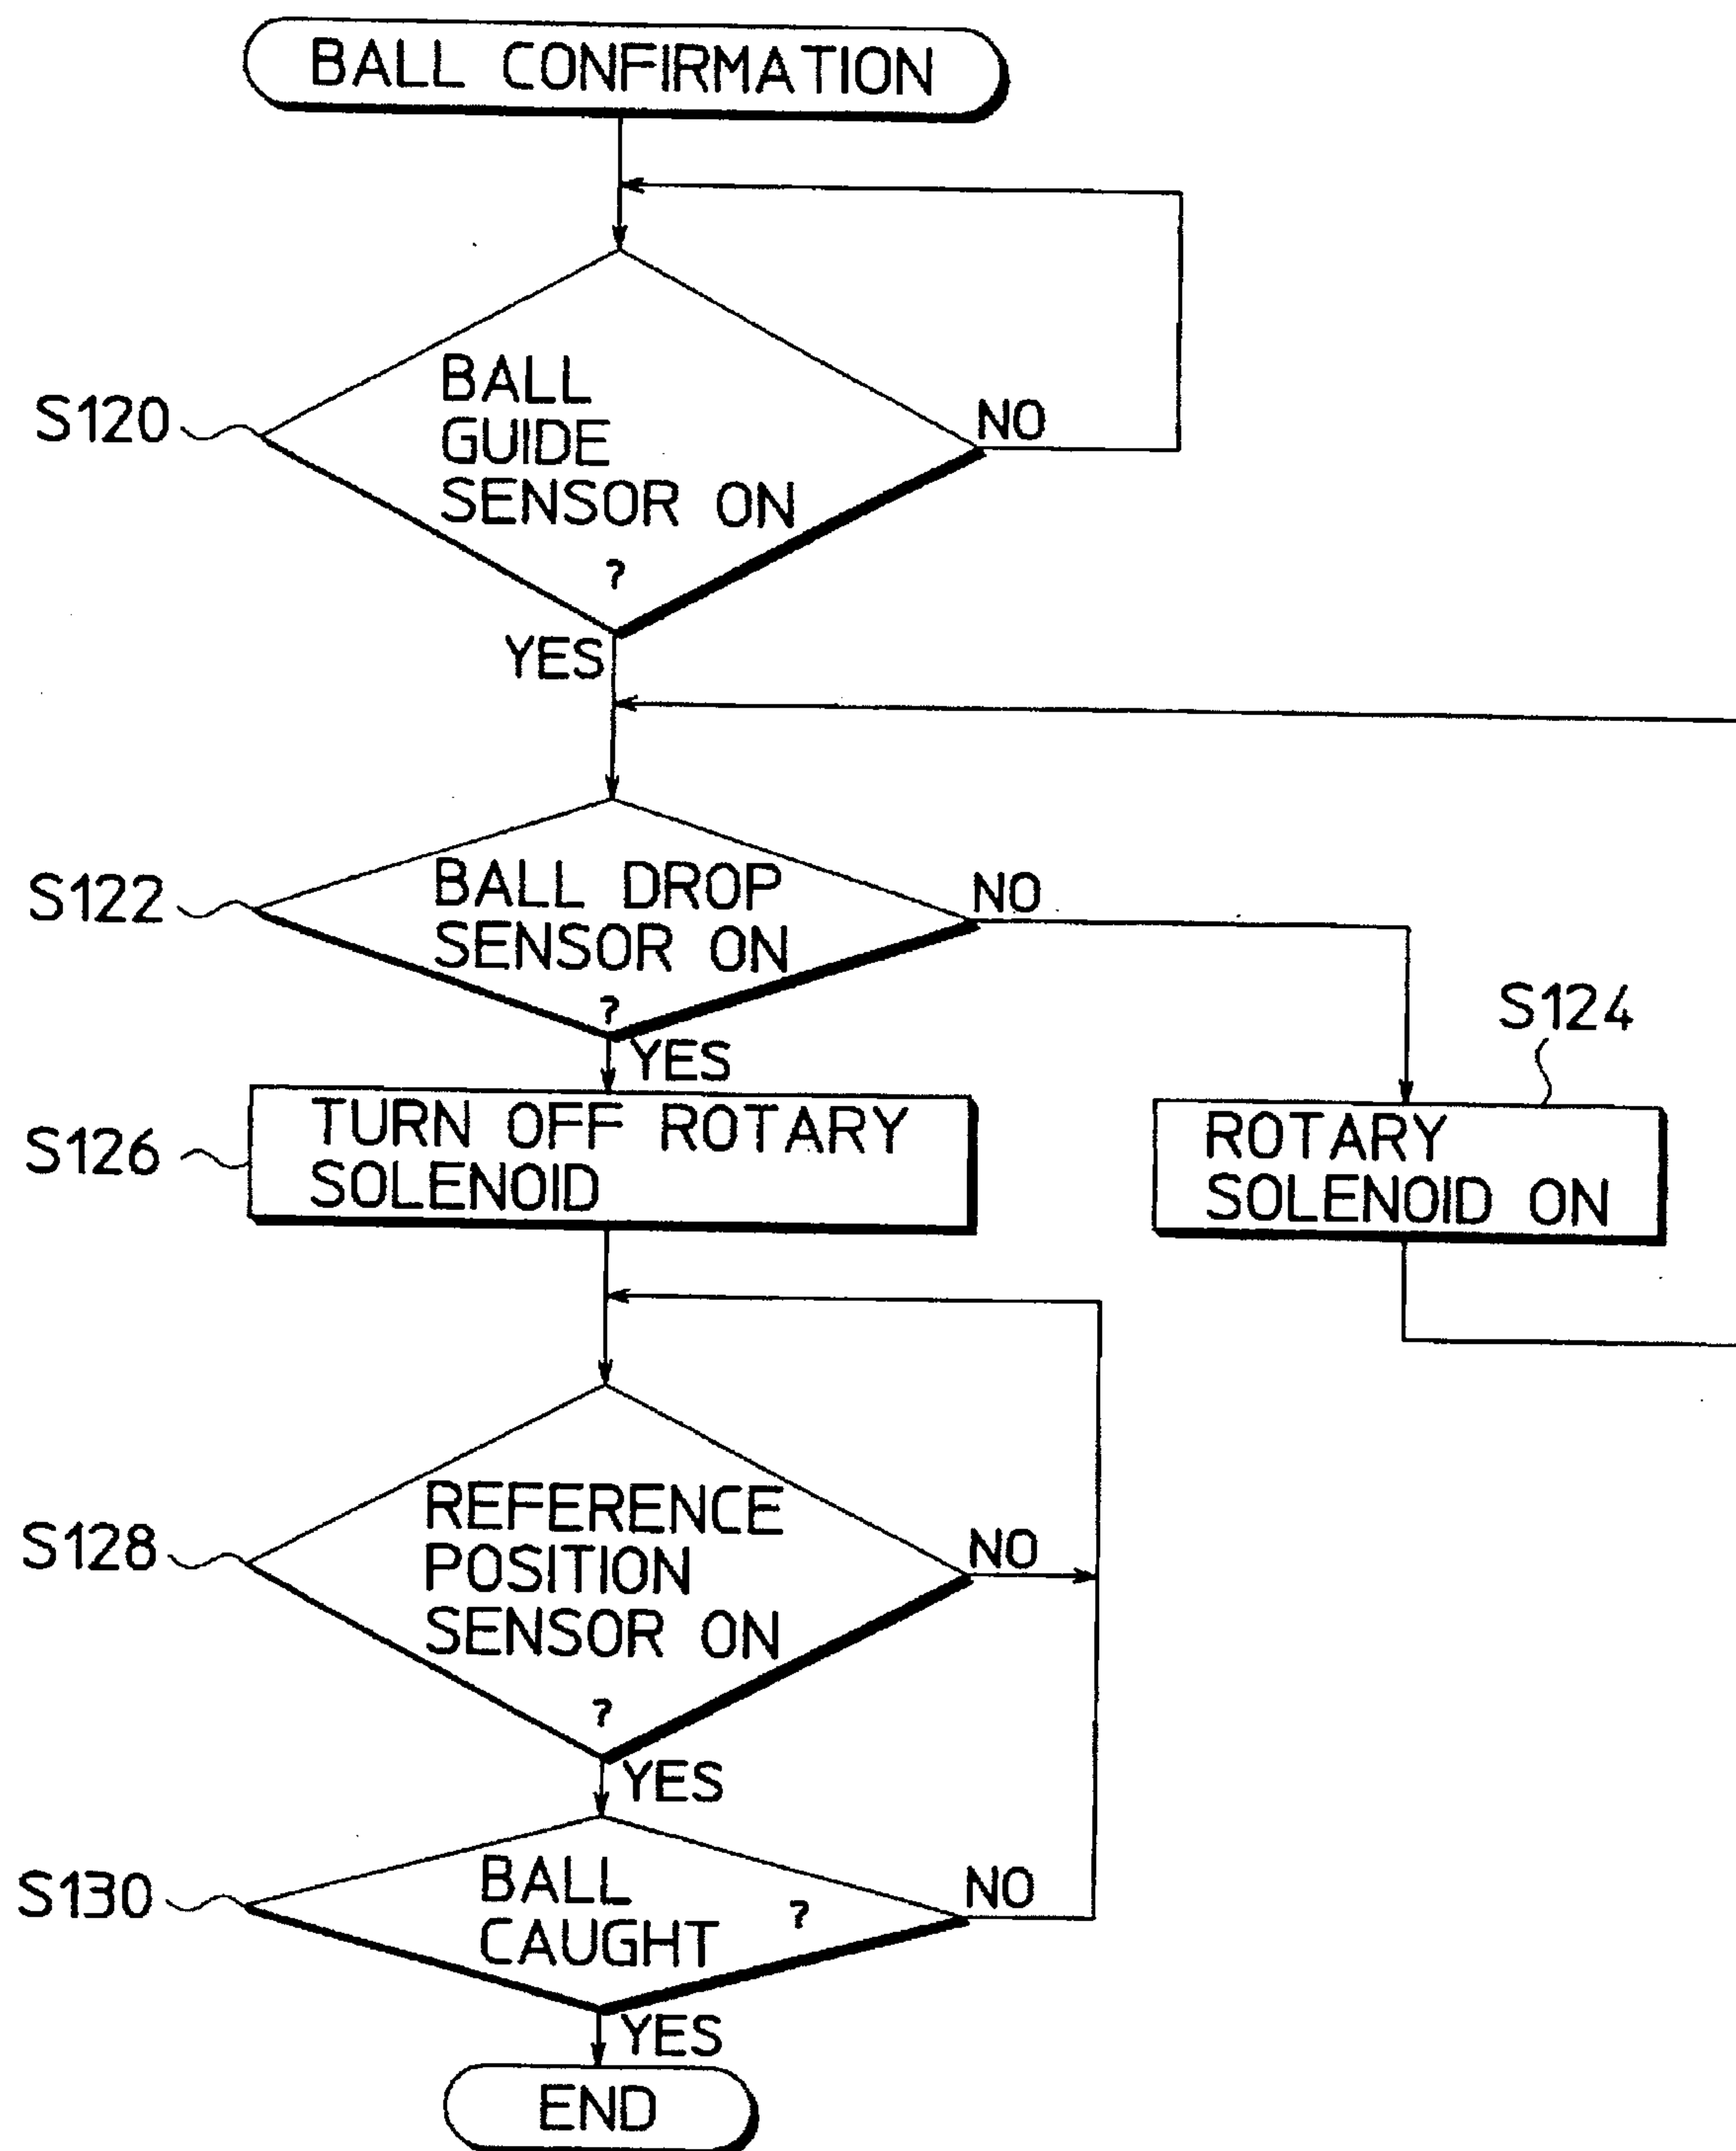 BALL CONFIRMATION
S120
BALL
GUIDE
SENSOR ON
?
NO
YES
S122
BALL DROP
SENSOR ON
?
NO
YES
S124
ROTARY
SOLENOID ON
S126
TURN OFF ROTARY
SOLENOID
S128
REFERENCE
POSITION
SENSOR ON
?
NO
YES
S130
BALL
CAUGHT ?
NO
YES
END